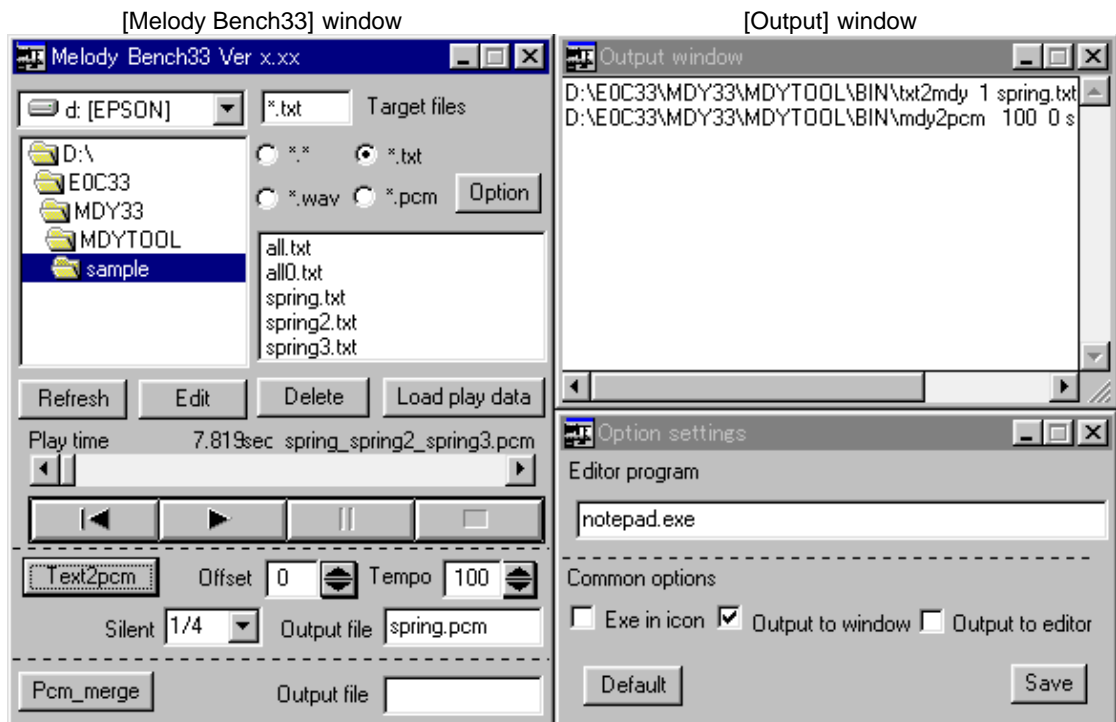 [Melody Bench33] window
[Output] window
Melody Bench33 Ver x.xx
d: [EPSON]
*.txt
Target files
D:\
E0C33
MDY33
MDYTOOL
sample
*.*
*.txt
*.wav
*.pcm
Option
all.txt
all0.txt
spring.txt
spring2.txt
spring3.txt
Refresh
Edit
Delete
Load play data
Play time
7.819sec spring_spring2_spring3.pcm
Text2pcm
Offset
0
Tempo
100
Silent
1/4
Output file
spring.pcm
Pcm_merge
Output file
Output window
D:\E0C33\MDY33\MDYTOOL\BIN\txt2mdy 1 spring.txt
D:\E0C33\MDY33\MDYTOOL\BIN\mdy2pcm 100 0 s
Option settings
Editor program
notepad.exe
Common options
Exe in icon
Output to window
Output to editor
Default
Save